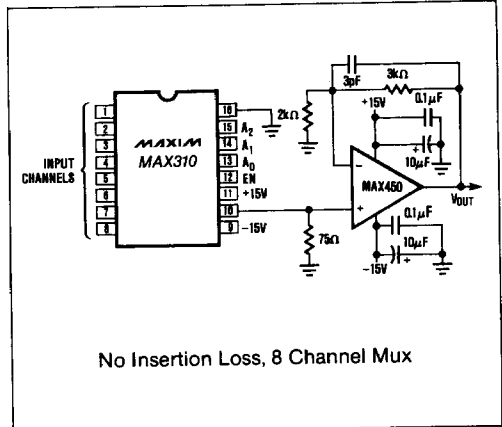 INPUT
CHANNELS
1
2
3
4
5
6
7
8
MAXIM
MAX310
16
15 A2
14 A1
13 A0
12 EN
11 +15V
10
9 -15V
2kΩ
75Ω
3pF
3kΩ
+15V
0.1μF
+
10μF
-
MAX450
+
VOUT
0.1μF
10μF
+
-15V
No Insertion Loss, 8 Channel Mux